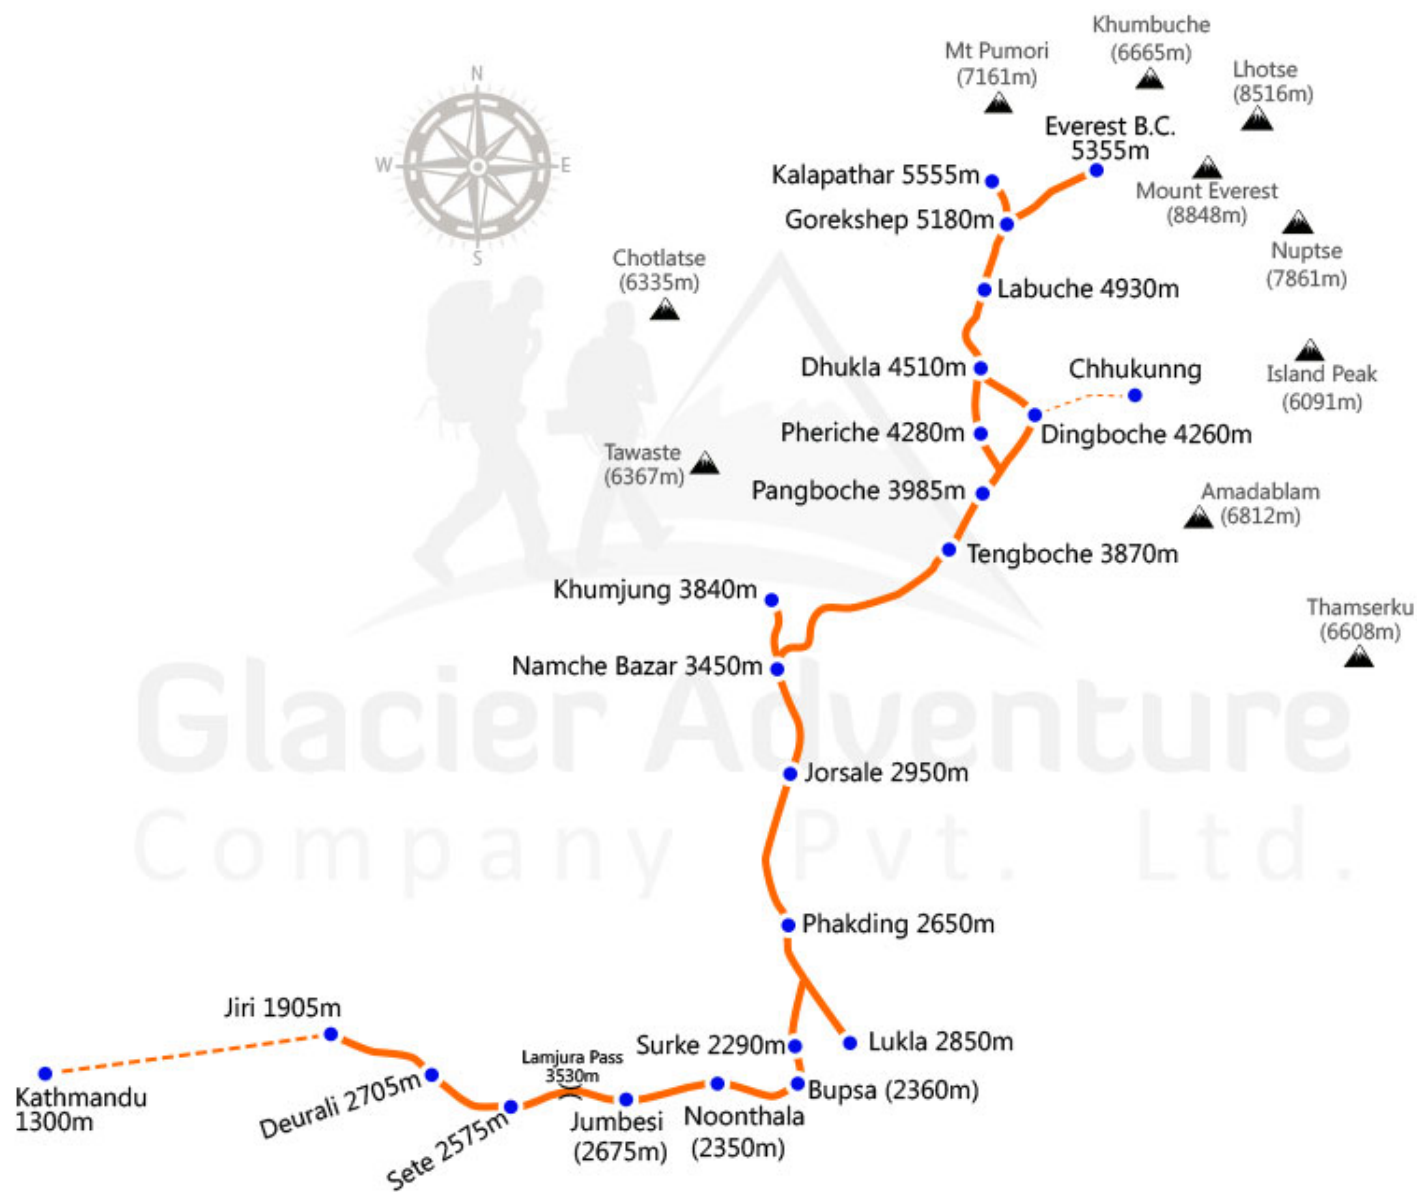 Khumbuche
(6665m)
Mt Pumori
(7161m)
Lhotse
(8516m)
N
W
E
S
Everest B.C.
5355m
Kalapathar 5555m
Mount Everest
(8848m)
Gorekshep 5180m
Nuptse
(7861m)
Chotlatse
(6335m)
Labuche 4930m
Dhukla 4510m
Chhukunng
Island Peak
(6091m)
Pheriche 4280m
Dingboche 4260m
Tawaste
(6367m)
Pangboche 3985m
Amadablam
(6812m)
Tengboche 3870m
Khumjung 3840m
Thamserku
(6608m)
Namche Bazar 3450m
Glacier Adventure
Company Pvt. Ltd.
Jorsale 2950m
Phakding 2650m
Jiri 1905m
Surke 2290m
Lukla 2850m
Lamjura Pass
3530m
Kathmandu
1300m
Deurali 2705m
Bupsa (2360m)
Sete 2575m
Jumbesi
(2675m)
Noonthala
(2350m)